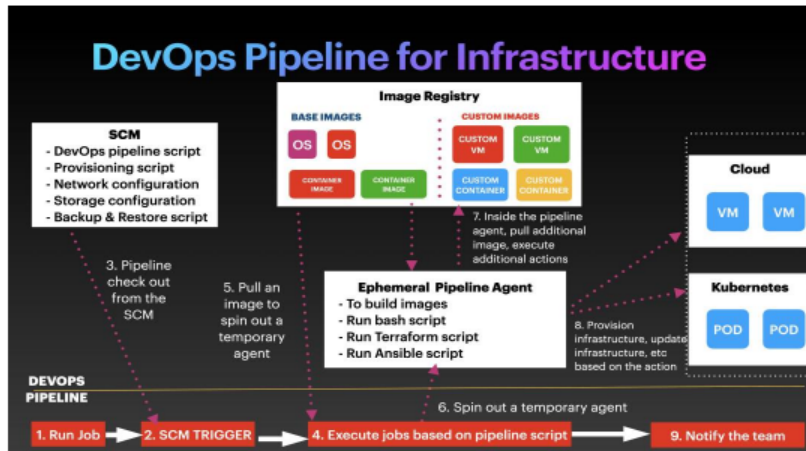 DevOps Pipeline for Infrastructure
Image Registry
BASE IMAGES
CUSTOM IMAGES
OS
OS
CUSTOM
VM
CUSTOM
VM
CONTAINER
IMAGE
CONTAINER
IMAGE
CUSTOM
CONTAINER
CUSTOM
CONTAINER
SCM
- DevOps pipeline script
- Provisioning script
- Network configuration
- Storage configuration
- Backup & Restore script
Cloud
VM
VM
3. Pipeline
check out
from the
SCM
5. Pull an
image to
spin out a
temporary
agent
7. Inside the pipeline
agent, pull additional
image, execute
additional actions
Ephemeral Pipeline Agent
- To build images
- Run bash script
- Run Terraform script
- Run Ansible script
Kubernetes
POD
POD
8. Provision
infrastructure, update
infrastructure, etc
based on the action
DEVOPS
PIPELINE
6. Spin out a temporary agent
1. Run Job
2. SCM TRIGGER
4. Execute jobs based on pipeline script
9. Notify the team